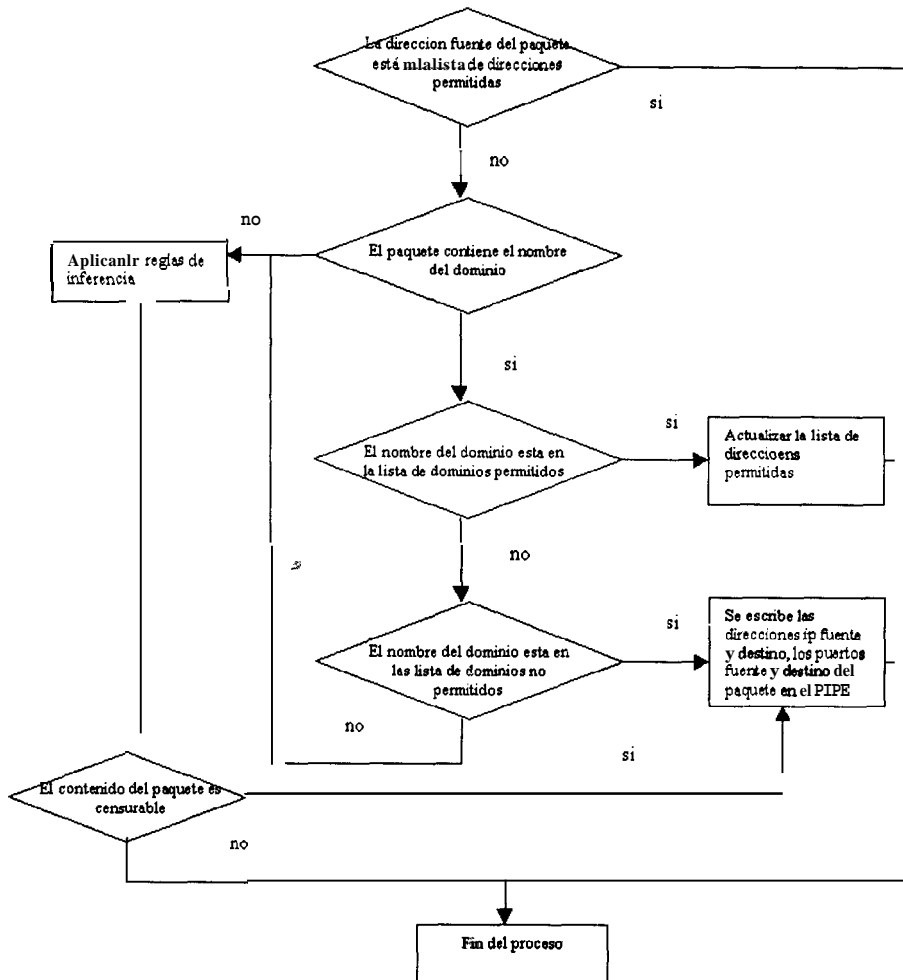 La direccion fuente del paquete
está mlalista de direcciones
permitidas
si
no
no
El paquete contiene el nombre
del dominio
Aplicanlr reglas de
inferencia
si
El nombre del dominio esta en
la lista de dominios permitidos
si
Actualizar la lista de
direccioens
permitidas
no
El nombre del dominio esta en
las lista de dominios no
permitidos
si
Se escribe las
direcciones ip fuente
y destino, los puertos
fuente y destino del
paquete en el PIPE
no
si
El contenido del paquete es
censurable
no
Fin del proceso